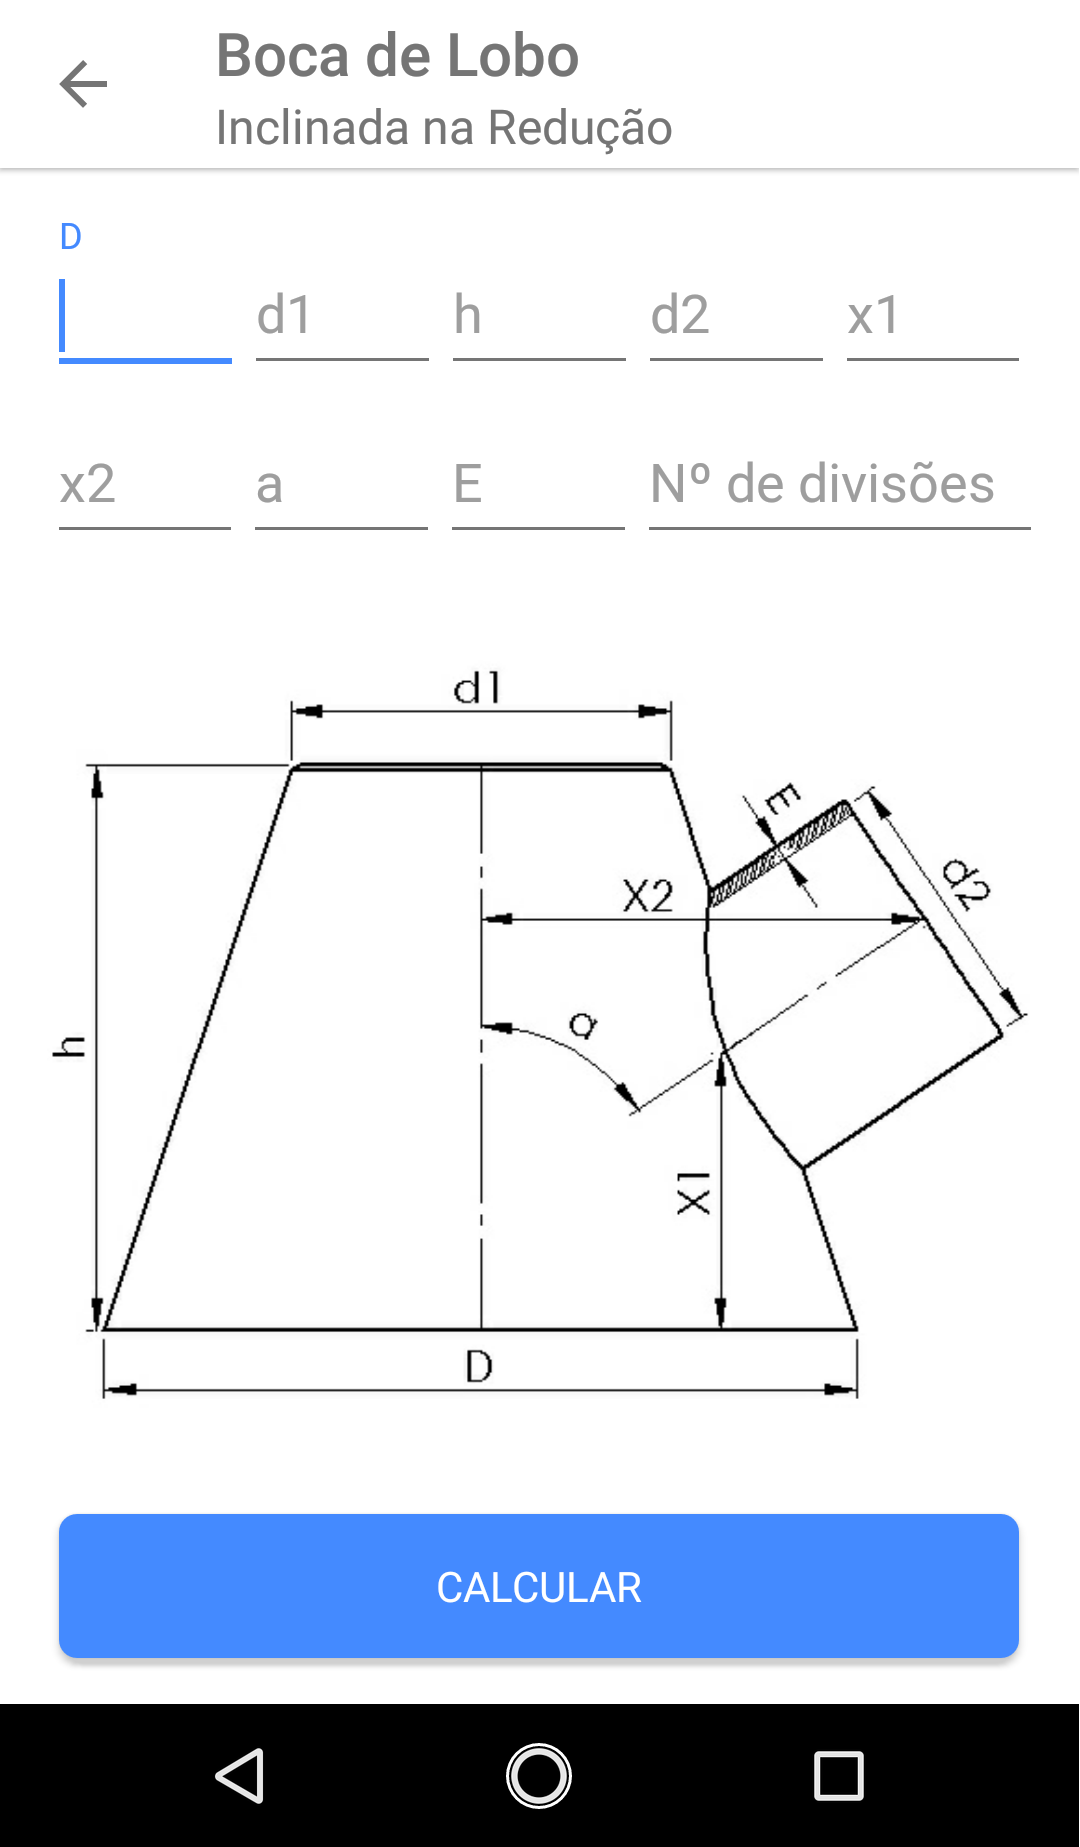 Boca de Lobo
Inclinada na Redução
D
d1 h d2 x1
x2 a E Nº de divisões
d1
E
d2
X2
α
h
X1
D
CALCULAR